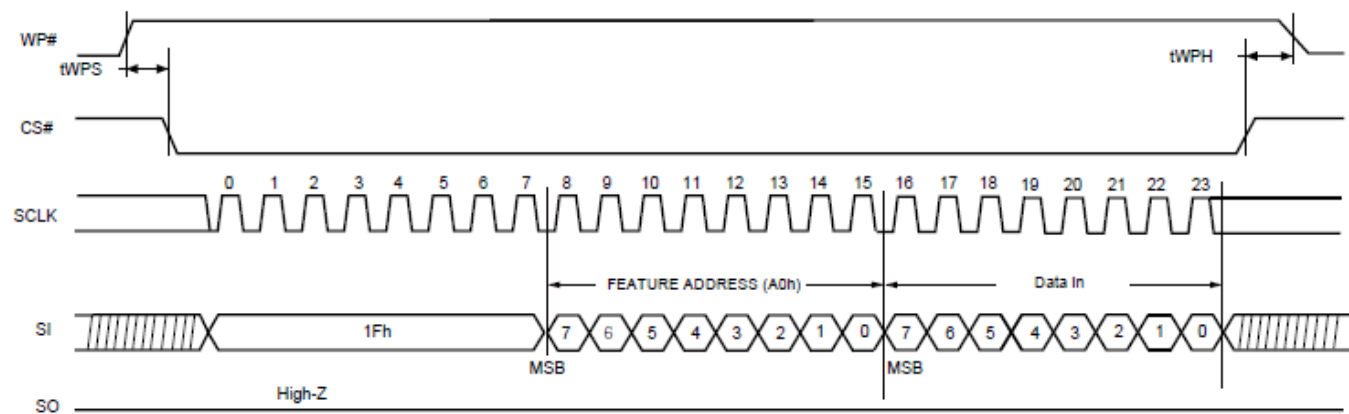 WP#
tWPS
tWPH
CS#
0 1 2 3 4 5 6 7 8 9 10 11 12 13 14 15 16 17 18 19 20 21 22 23
SCLK
FEATURE ADDRESS (A0h)
Data In
SI
1Fh
7 6 5 4 3 2 1 0 7 6 5 4 3 2 1 0
MSB
MSB
High-Z
SO